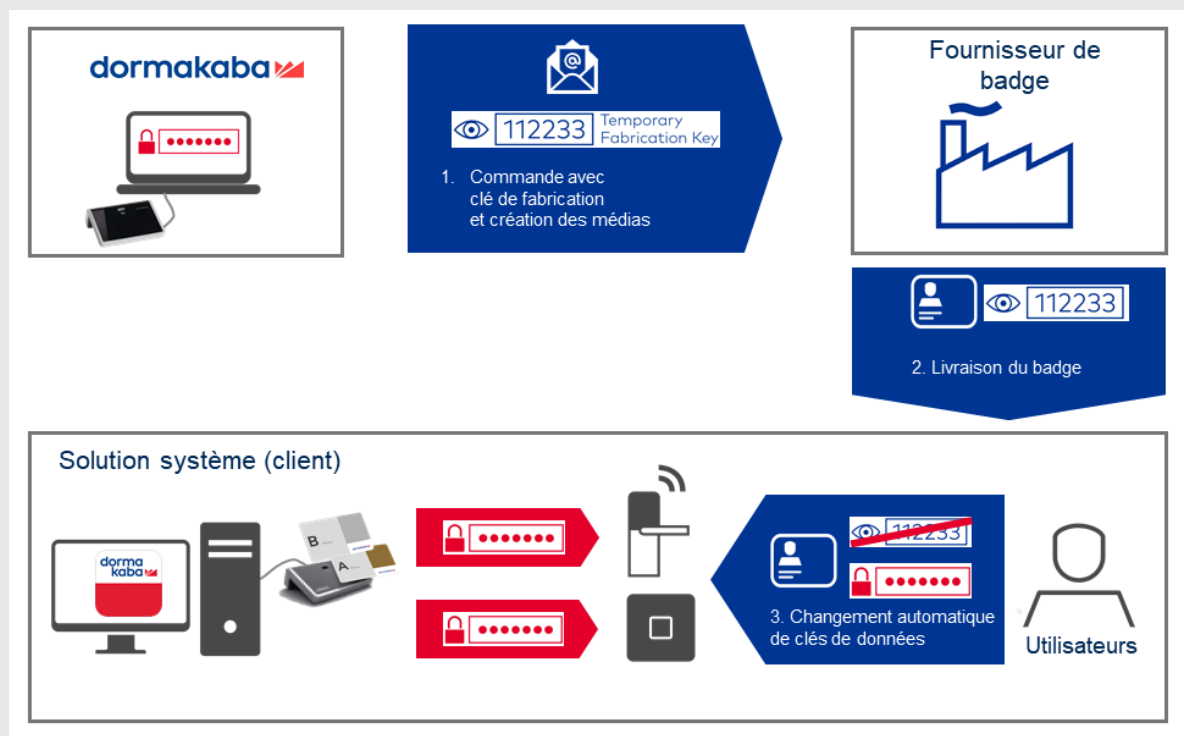 dormakaba
112233
Temporary
Fabrication Key
1. Commande avec
clé de fabrication
et création des médias
Fournisseur de
badge
112233
2. Livraison du badge
Solution système (client)
dorma
kaba
B
A
112233
3. Changement automatique
de clés de données
Utilisateurs